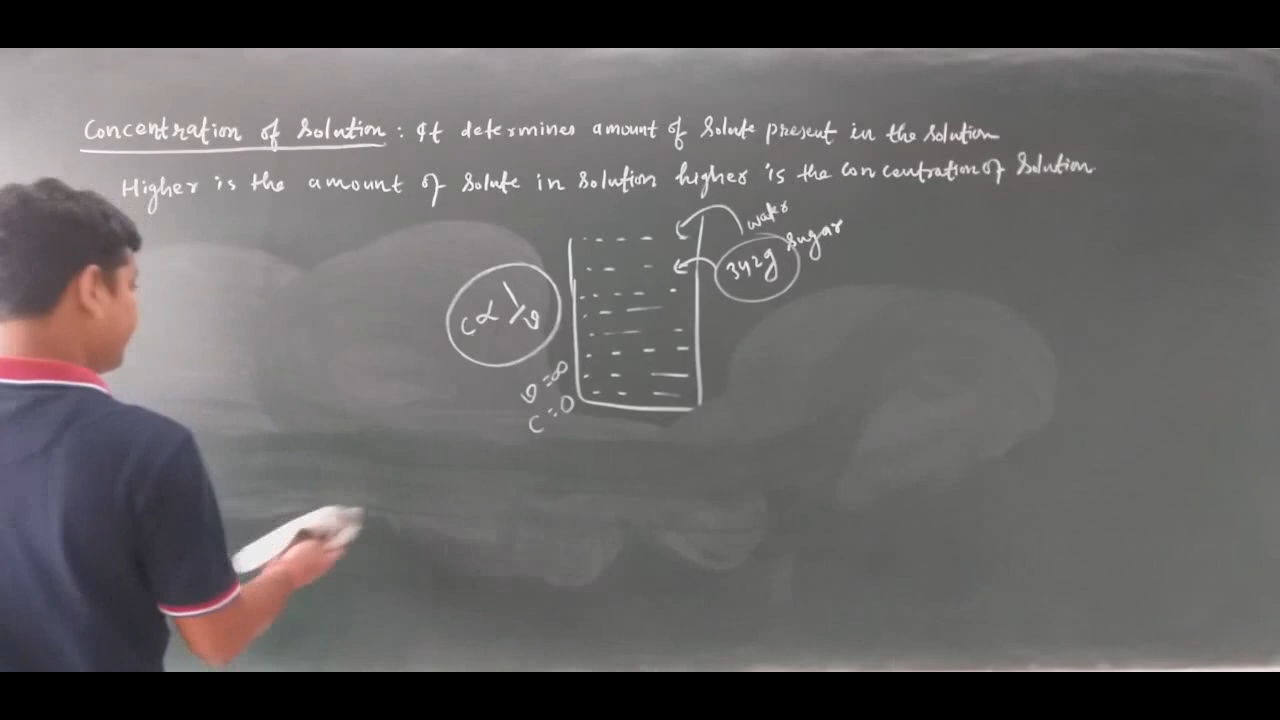 Concentration of Solution : It determines amount of Solute present in the Solution
Higher is the amount of Solute in Solution higher is the concentration of Solution.
water
342g Sugar
C ∝ 1/v
v = ∞
C = 0